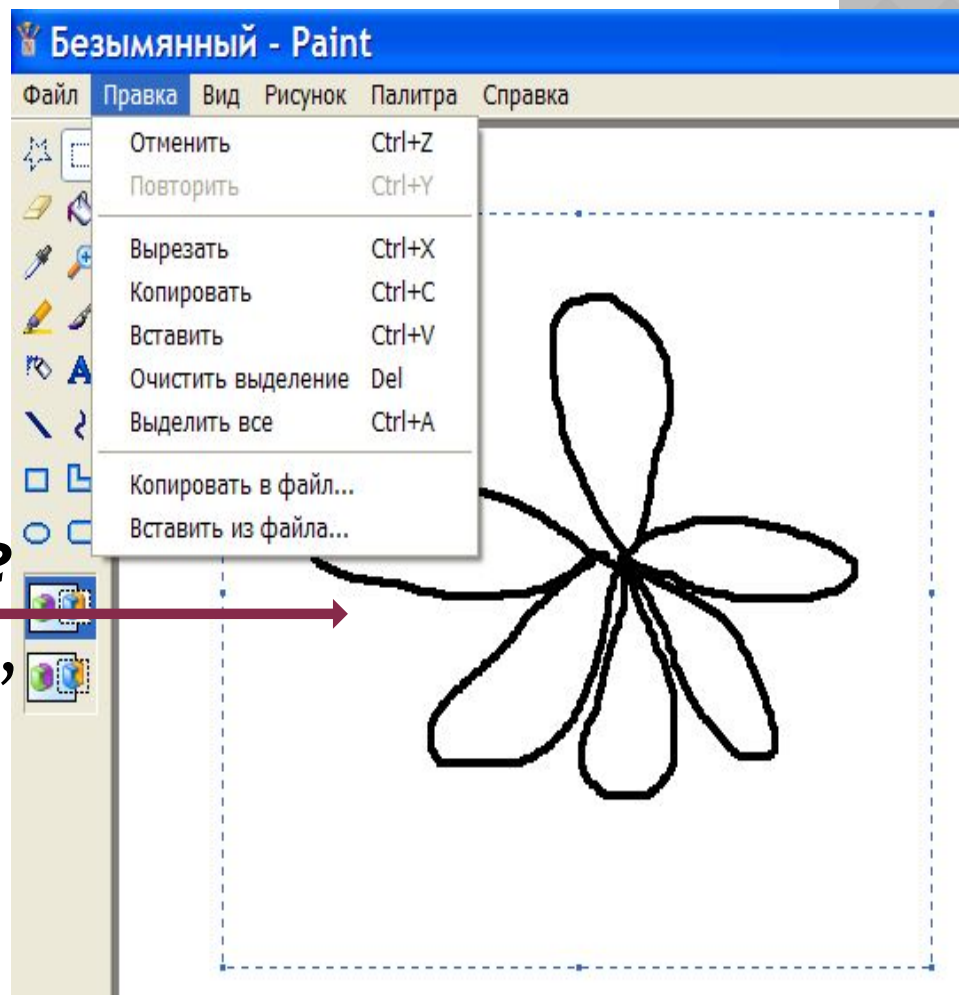 Безымянный - Paint
Файл Правка Вид Рисунок Палитра Справка
Отменить Ctrl+Z
Повторить Ctrl+Y
Вырезать Ctrl+X
Копировать Ctrl+C
Вставить Ctrl+V
Очистить выделение Del
Выделить все Ctrl+A
Копировать в файл...
Вставить из файла...
е
,